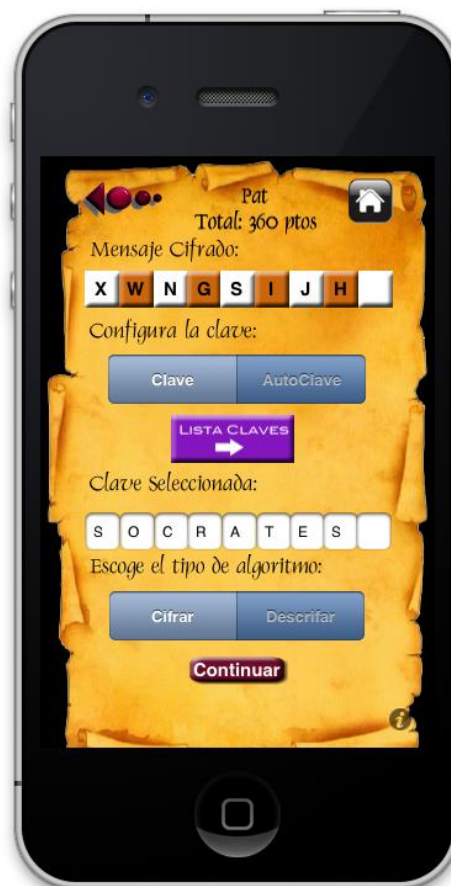 Pat
Total: 360 ptos
Mensaje Cifrado:
X W N G S I J H
Configura la clave:
Clave AutoClave
LISTA CLAVES
Clave Seleccionada:
S O C R A T E S
Escoge el tipo de algoritmo:
Cifrar Descrifar
Continuar
i